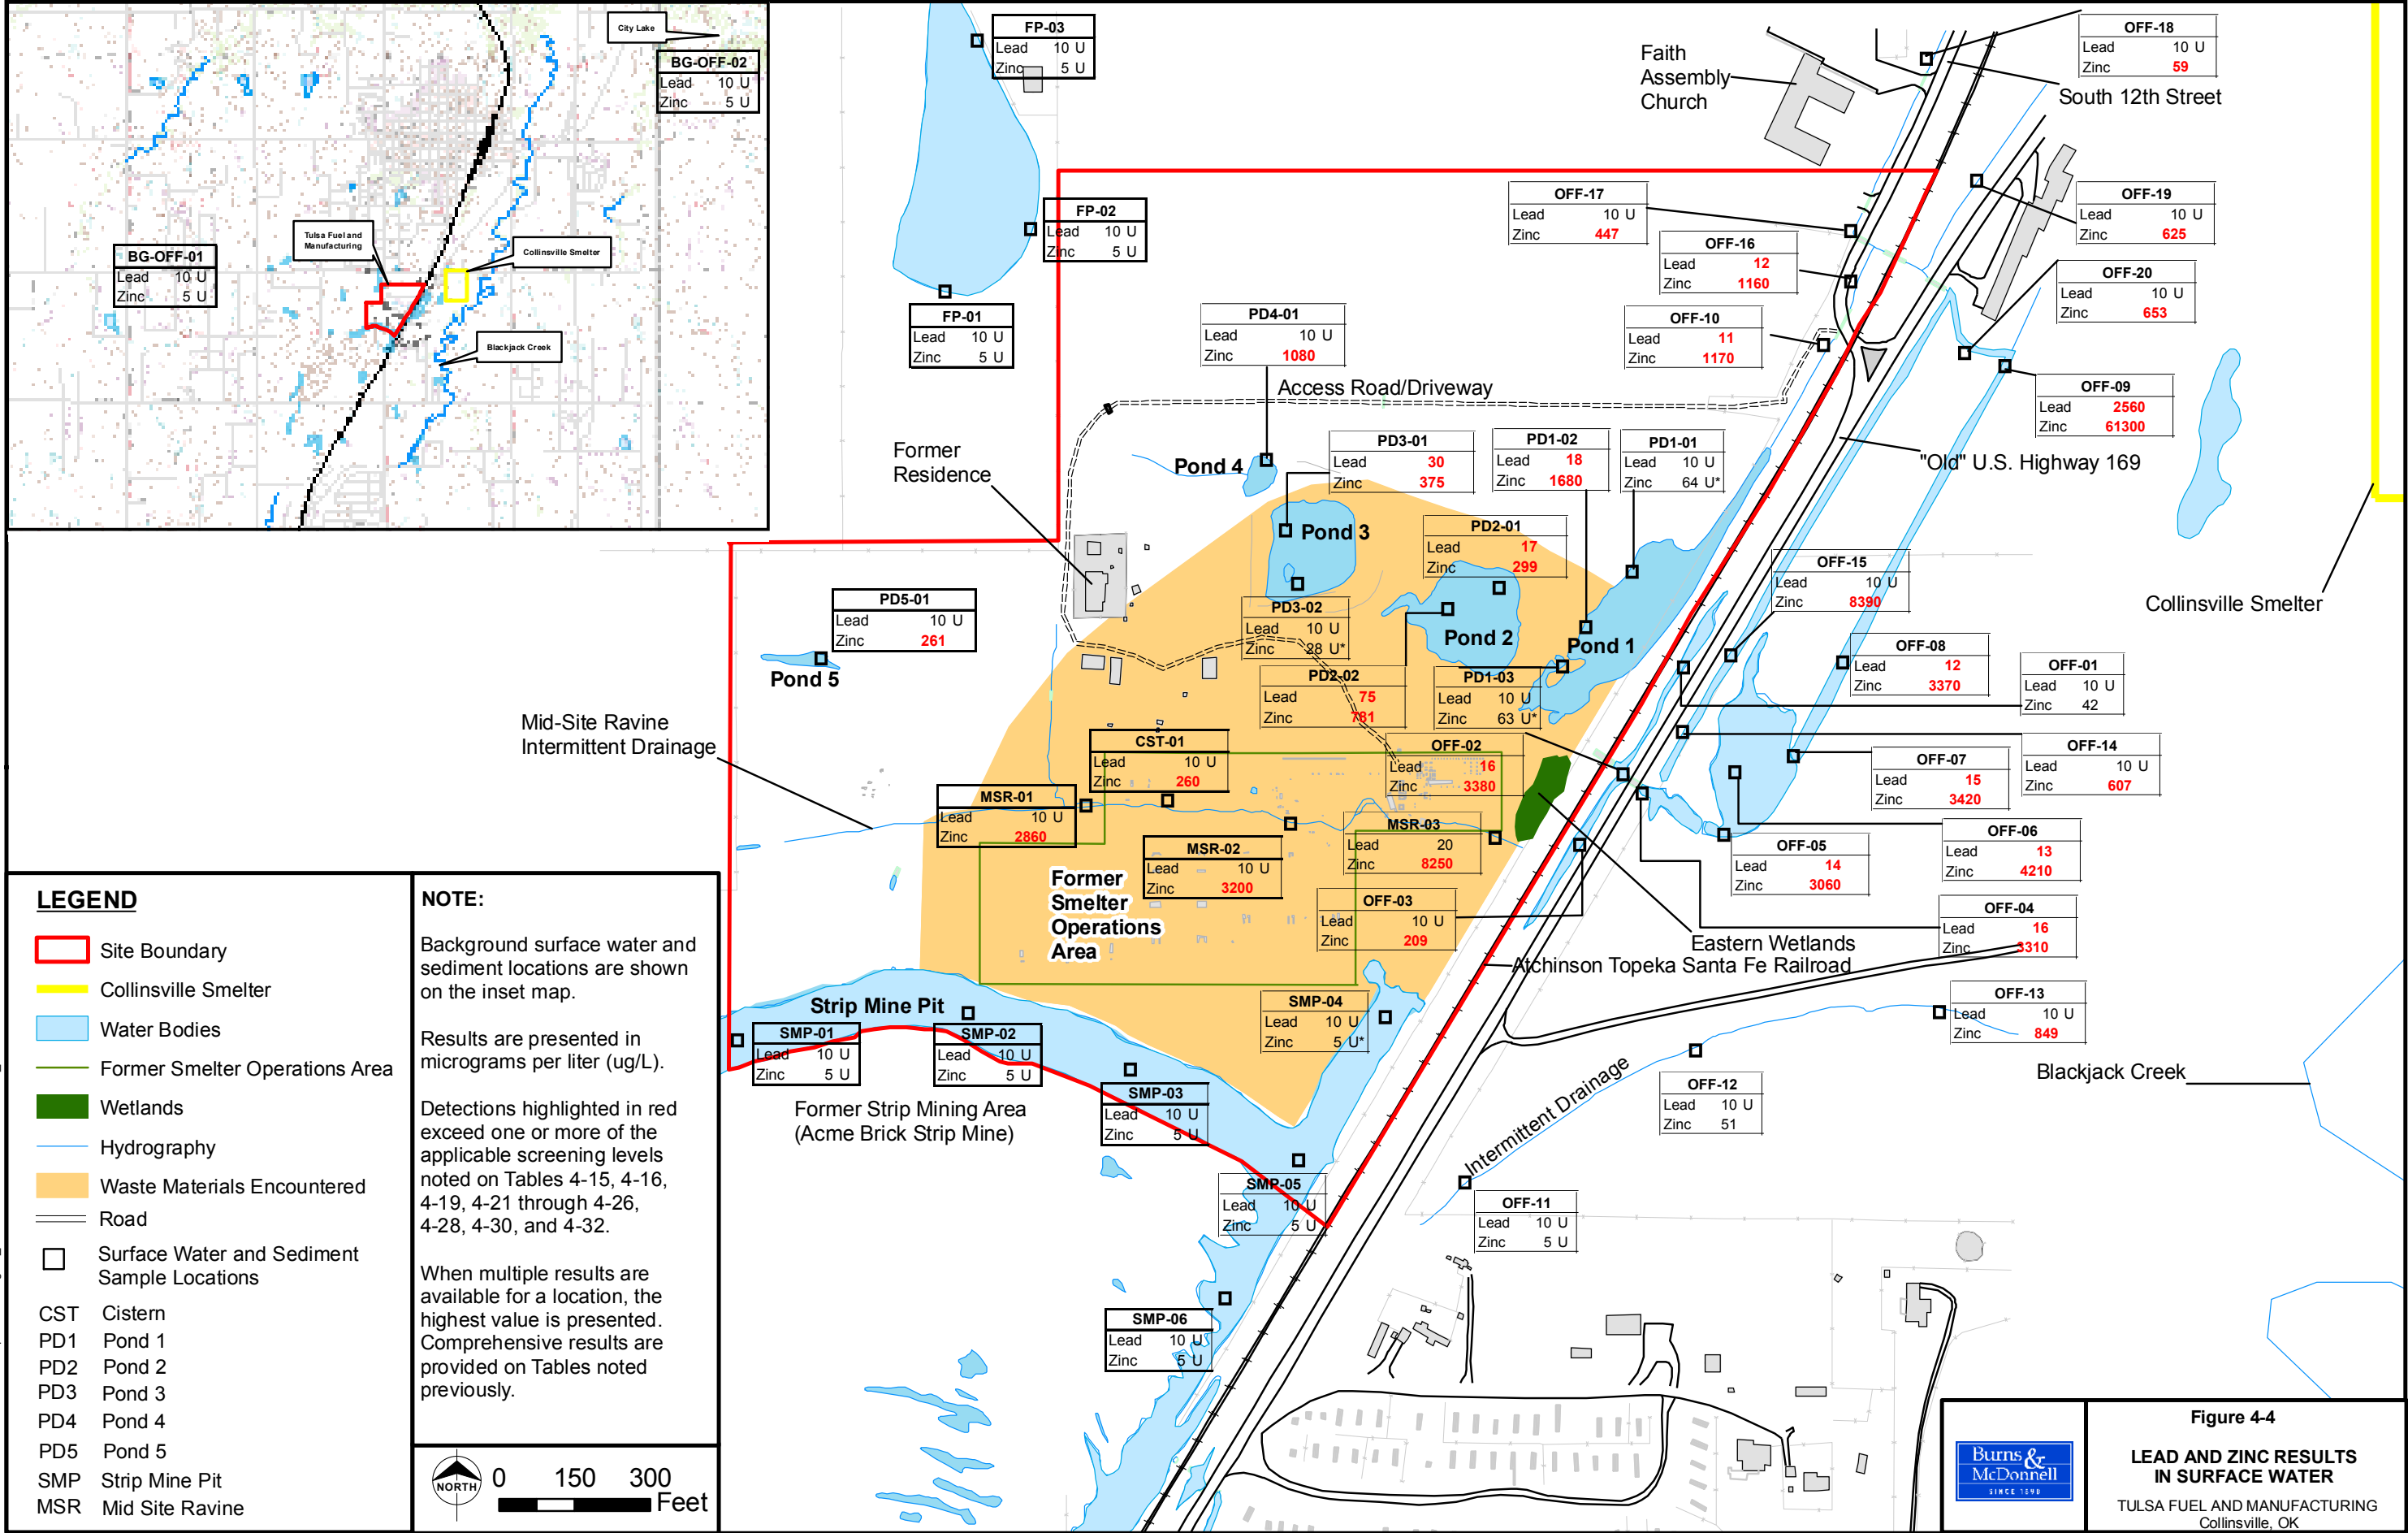 City Lake
BG-OFF-02
Lead 10 U
Zinc 5 U
Tulsa Fuel and
Manufacturing
Collinsville Smelter
BG-OFF-01
Lead 10 U
Zinc 5 U
Blackjack Creek
FP-03
Lead 10 U
Zinc 5 U
FP-02
Lead 10 U
Zinc 5 U
FP-01
Lead 10 U
Zinc 5 U
Faith
Assembly
Church
OFF-18
Lead 10 U
Zinc 59
South 12th Street
OFF-17
Lead 10 U
Zinc 447
OFF-19
Lead 10 U
Zinc 625
OFF-16
Lead 12
Zinc 1160
OFF-20
Lead 10 U
Zinc 653
OFF-10
Lead 11
Zinc 1170
PD4-01
Lead 10 U
Zinc 1080
Access Road/Driveway
OFF-09
Lead 2560
Zinc 61300
Former
Residence
Pond 4
PD3-01
Lead 30
Zinc 375
PD1-02
Lead 18
Zinc 1680
PD1-01
Lead 10 U
Zinc 64 U*
"Old" U.S. Highway 169
Pond 3
PD2-01
Lead 17
Zinc 299
OFF-15
Lead 10 U
Zinc 8390
Collinsville Smelter
PD5-01
Lead 10 U
Zinc 261
Pond 5
PD3-02
Lead 10 U
Zinc 28 U*
Pond 2
Pond 1
OFF-08
Lead 12
Zinc 3370
OFF-01
Lead 10 U
Zinc 42
PD2-02
Lead 75
Zinc 781
PD1-03
Lead 10 U
Zinc 63 U*
Mid-Site Ravine
Intermittent Drainage
CST-01
Lead 10 U
Zinc 260
OFF-02
Lead 16
Zinc 3380
OFF-07
Lead 15
Zinc 3420
OFF-14
Lead 10 U
Zinc 607
MSR-01
Lead 10 U
Zinc 2860
MSR-02
Lead 10 U
Zinc 3200
MSR-03
Lead 20
Zinc 8250
OFF-05
Lead 14
Zinc 3060
OFF-06
Lead 13
Zinc 4210
Former
Smelter
Operations
Area
OFF-03
Lead 10 U
Zinc 209
OFF-04
Lead 16
Zinc 3310
Eastern Wetlands
Atchinson Topeka Santa Fe Railroad
Strip Mine Pit
SMP-01
Lead 10 U
Zinc 5 U
SMP-02
Lead 10 U
Zinc 5 U
SMP-04
Lead 10 U
Zinc 5 U*
OFF-13
Lead 10 U
Zinc 849
Blackjack Creek
SMP-03
Lead 10 U
Zinc 5 U
Former Strip Mining Area
(Acme Brick Strip Mine)
Intermittent Drainage
OFF-12
Lead 10 U
Zinc 51
SMP-05
Lead 10 U
Zinc 5 U
OFF-11
Lead 10 U
Zinc 5 U
SMP-06
Lead 10 U
Zinc 5 U
LEGEND
Site Boundary
Collinsville Smelter
Water Bodies
Former Smelter Operations Area
Wetlands
Hydrography
Waste Materials Encountered
Road
Surface Water and Sediment
Sample Locations
CST Cistern
PD1 Pond 1
PD2 Pond 2
PD3 Pond 3
PD4 Pond 4
PD5 Pond 5
SMP Strip Mine Pit
MSR Mid Site Ravine
NOTE:
Background surface water and
sediment locations are shown
on the inset map.
Results are presented in
micrograms per liter (ug/L).
Detections highlighted in red
exceed one or more of the
applicable screening levels
noted on Tables 4-15, 4-16,
4-19, 4-21 through 4-26,
4-28, 4-30, and 4-32.
When multiple results are
available for a location, the
highest value is presented.
Comprehensive results are
provided on Tables noted
previously.
NORTH
0 150 300
Feet
Burns &
McDonnell
SINCE 1898
Figure 4-4
LEAD AND ZINC RESULTS
IN SURFACE WATER
TULSA FUEL AND MANUFACTURING
Collinsville, OK